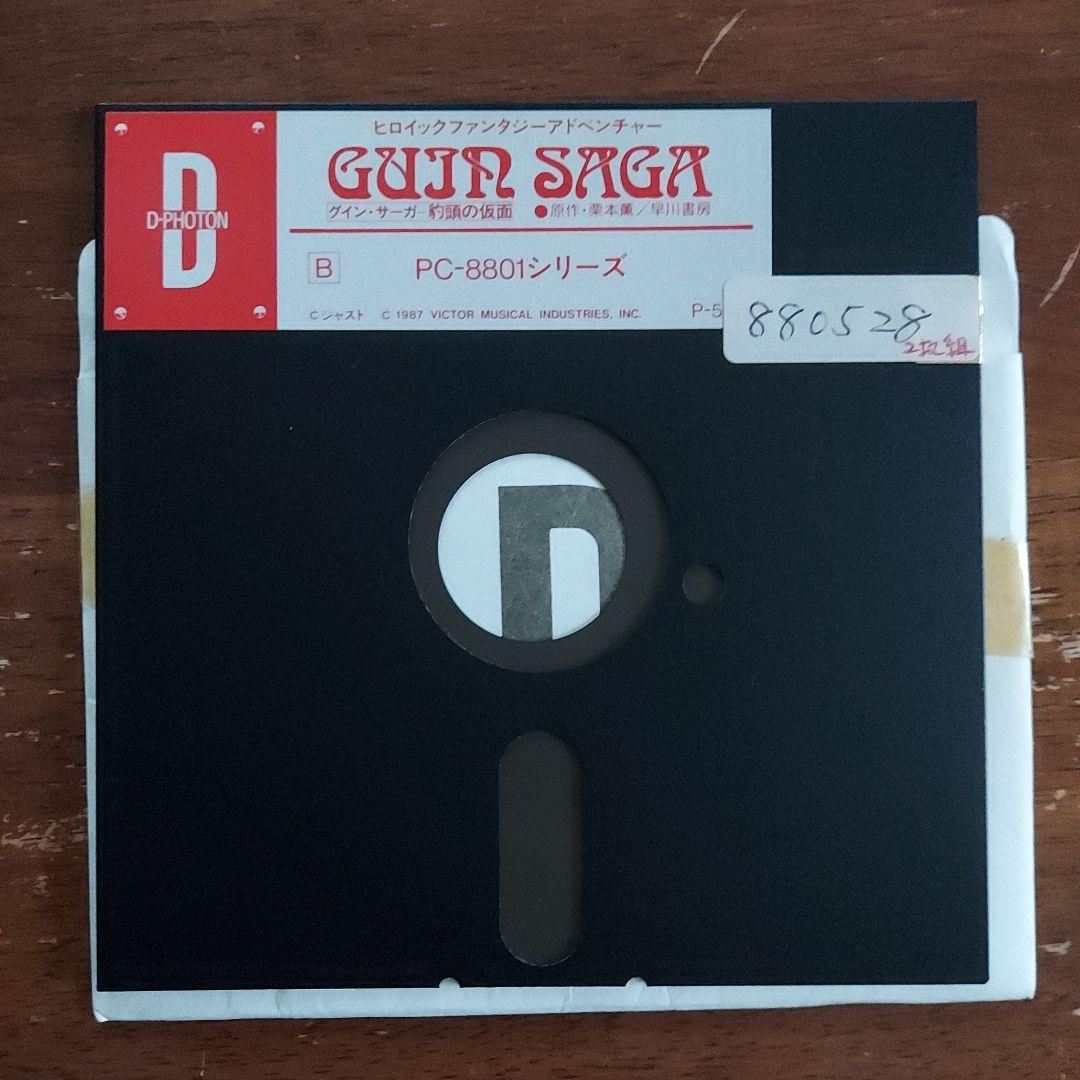 ヒロイックファンタジーアドベンチャー
GUIN SAGA
グイン・サーガ 豹頭の仮面 ●原作・栗本薫／早川書房
D
D-PHOTON
B PC-8801シリーズ
C ジャスト C 1987 VICTOR MUSICAL INDUSTRIES, INC. P-5
880528
2枚組